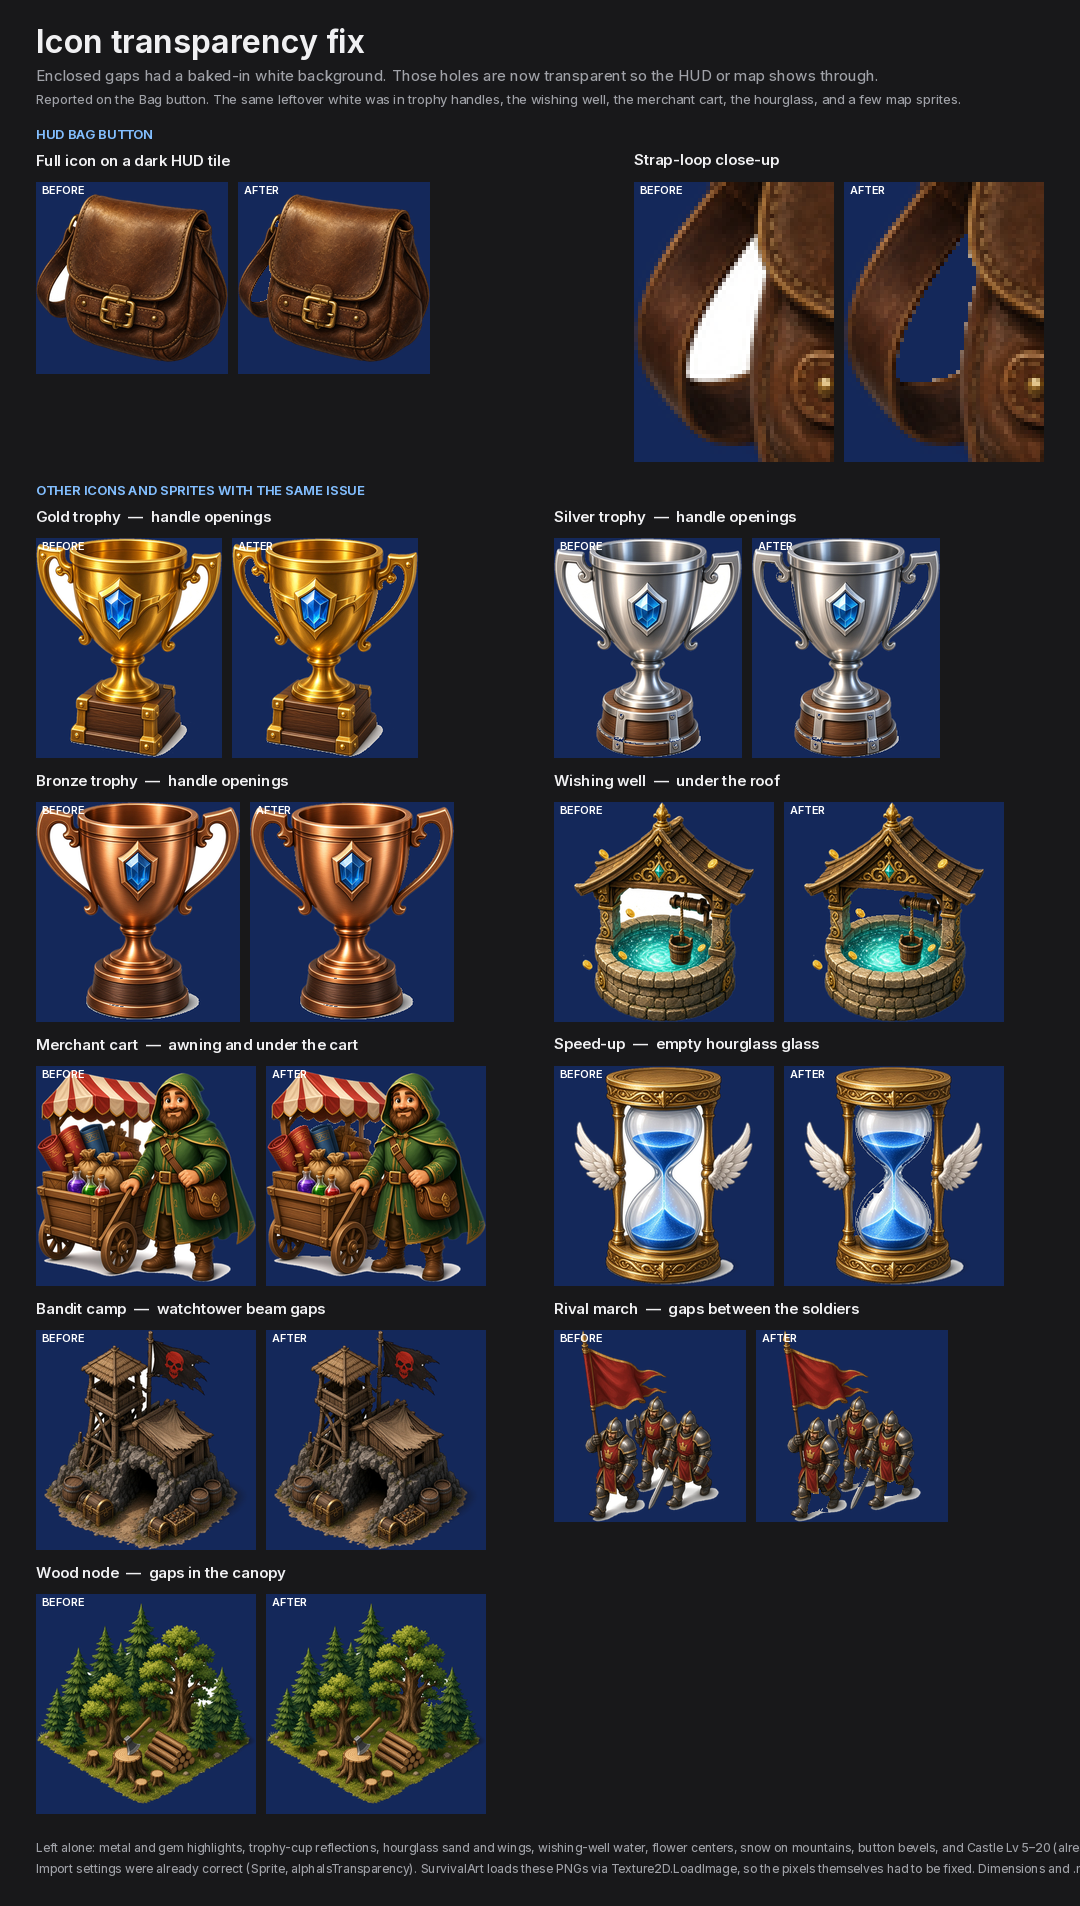 Icon transparency fix
Enclosed gaps had a baked-in white background. Those holes are now transparent so the HUD or map shows through.
Reported on the Bag button. The same leftover white was in trophy handles, the wishing well, the merchant cart, the hourglass, and a few map sprites.
HUD BAG BUTTON
Full icon on a dark HUD tile
Strap-loop close-up
BEFORE
AFTER
BEFORE
AFTER
OTHER ICONS AND SPRITES WITH THE SAME ISSUE
Gold trophy — handle openings
Silver trophy — handle openings
BEFORE
AFTER
BEFORE
AFTER
Bronze trophy — handle openings
Wishing well — under the roof
BEFORE
AFTER
BEFORE
AFTER
Merchant cart — awning and under the cart
Speed-up — empty hourglass glass
BEFORE
AFTER
BEFORE
AFTER
Bandit camp — watchtower beam gaps
Rival march — gaps between the soldiers
BEFORE
AFTER
BEFORE
AFTER
Wood node — gaps in the canopy
BEFORE
AFTER
Left alone: metal and gem highlights, trophy-cup reflections, hourglass sand and wings, wishing-well water, flower centers, snow on mountains, button bevels, and Castle Lv 5–20 (alre
Import settings were already correct (Sprite, alphaIsTransparency). SurvivalArt loads these PNGs via Texture2D.LoadImage, so the pixels themselves had to be fixed. Dimensions and